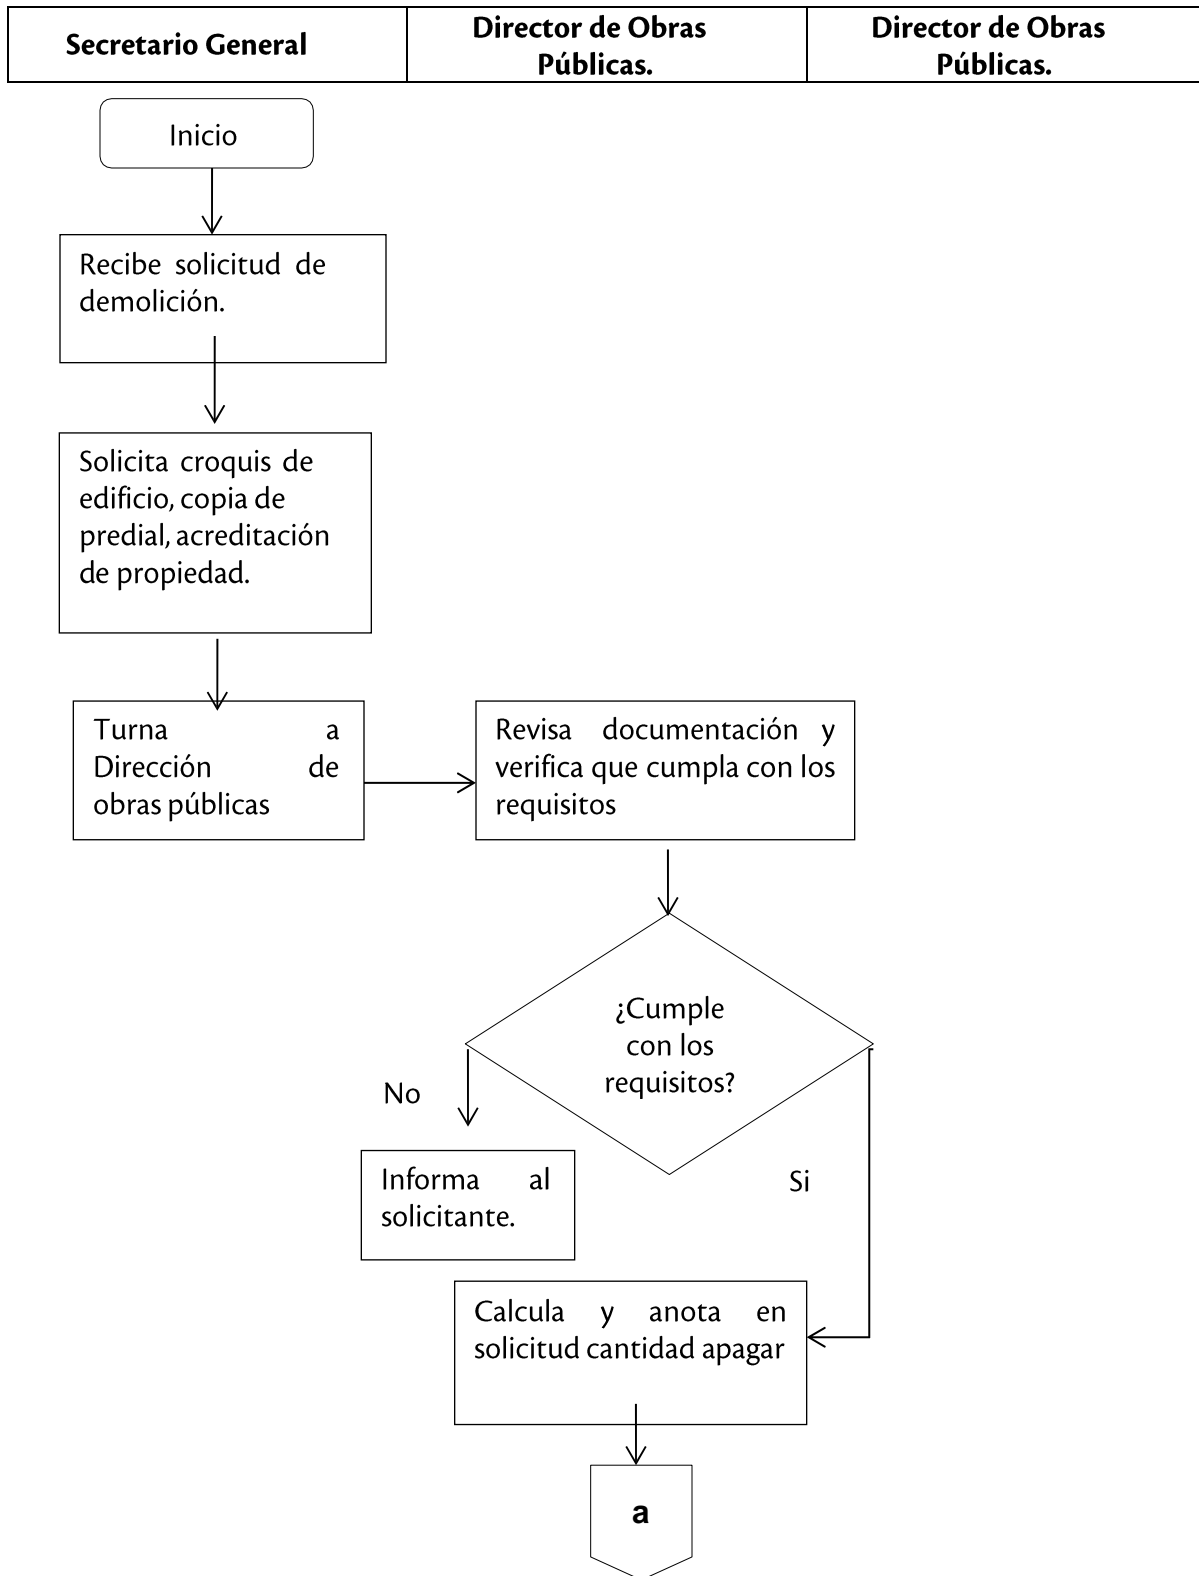 Secretario General
Director de Obras
Públicas.
Director de Obras
Públicas.
Inicio
Recibe solicitud de
demolición.
Solicita croquis de
edificio, copia de
predial, acreditación
de propiedad.
Turna a
Dirección de
obras públicas
Revisa documentación y
verifica que cumpla con los
requisitos
¿Cumple
con los
requisitos?
No
Informa al
solicitante.
Si
Calcula y anota en
solicitud cantidad apagar
a